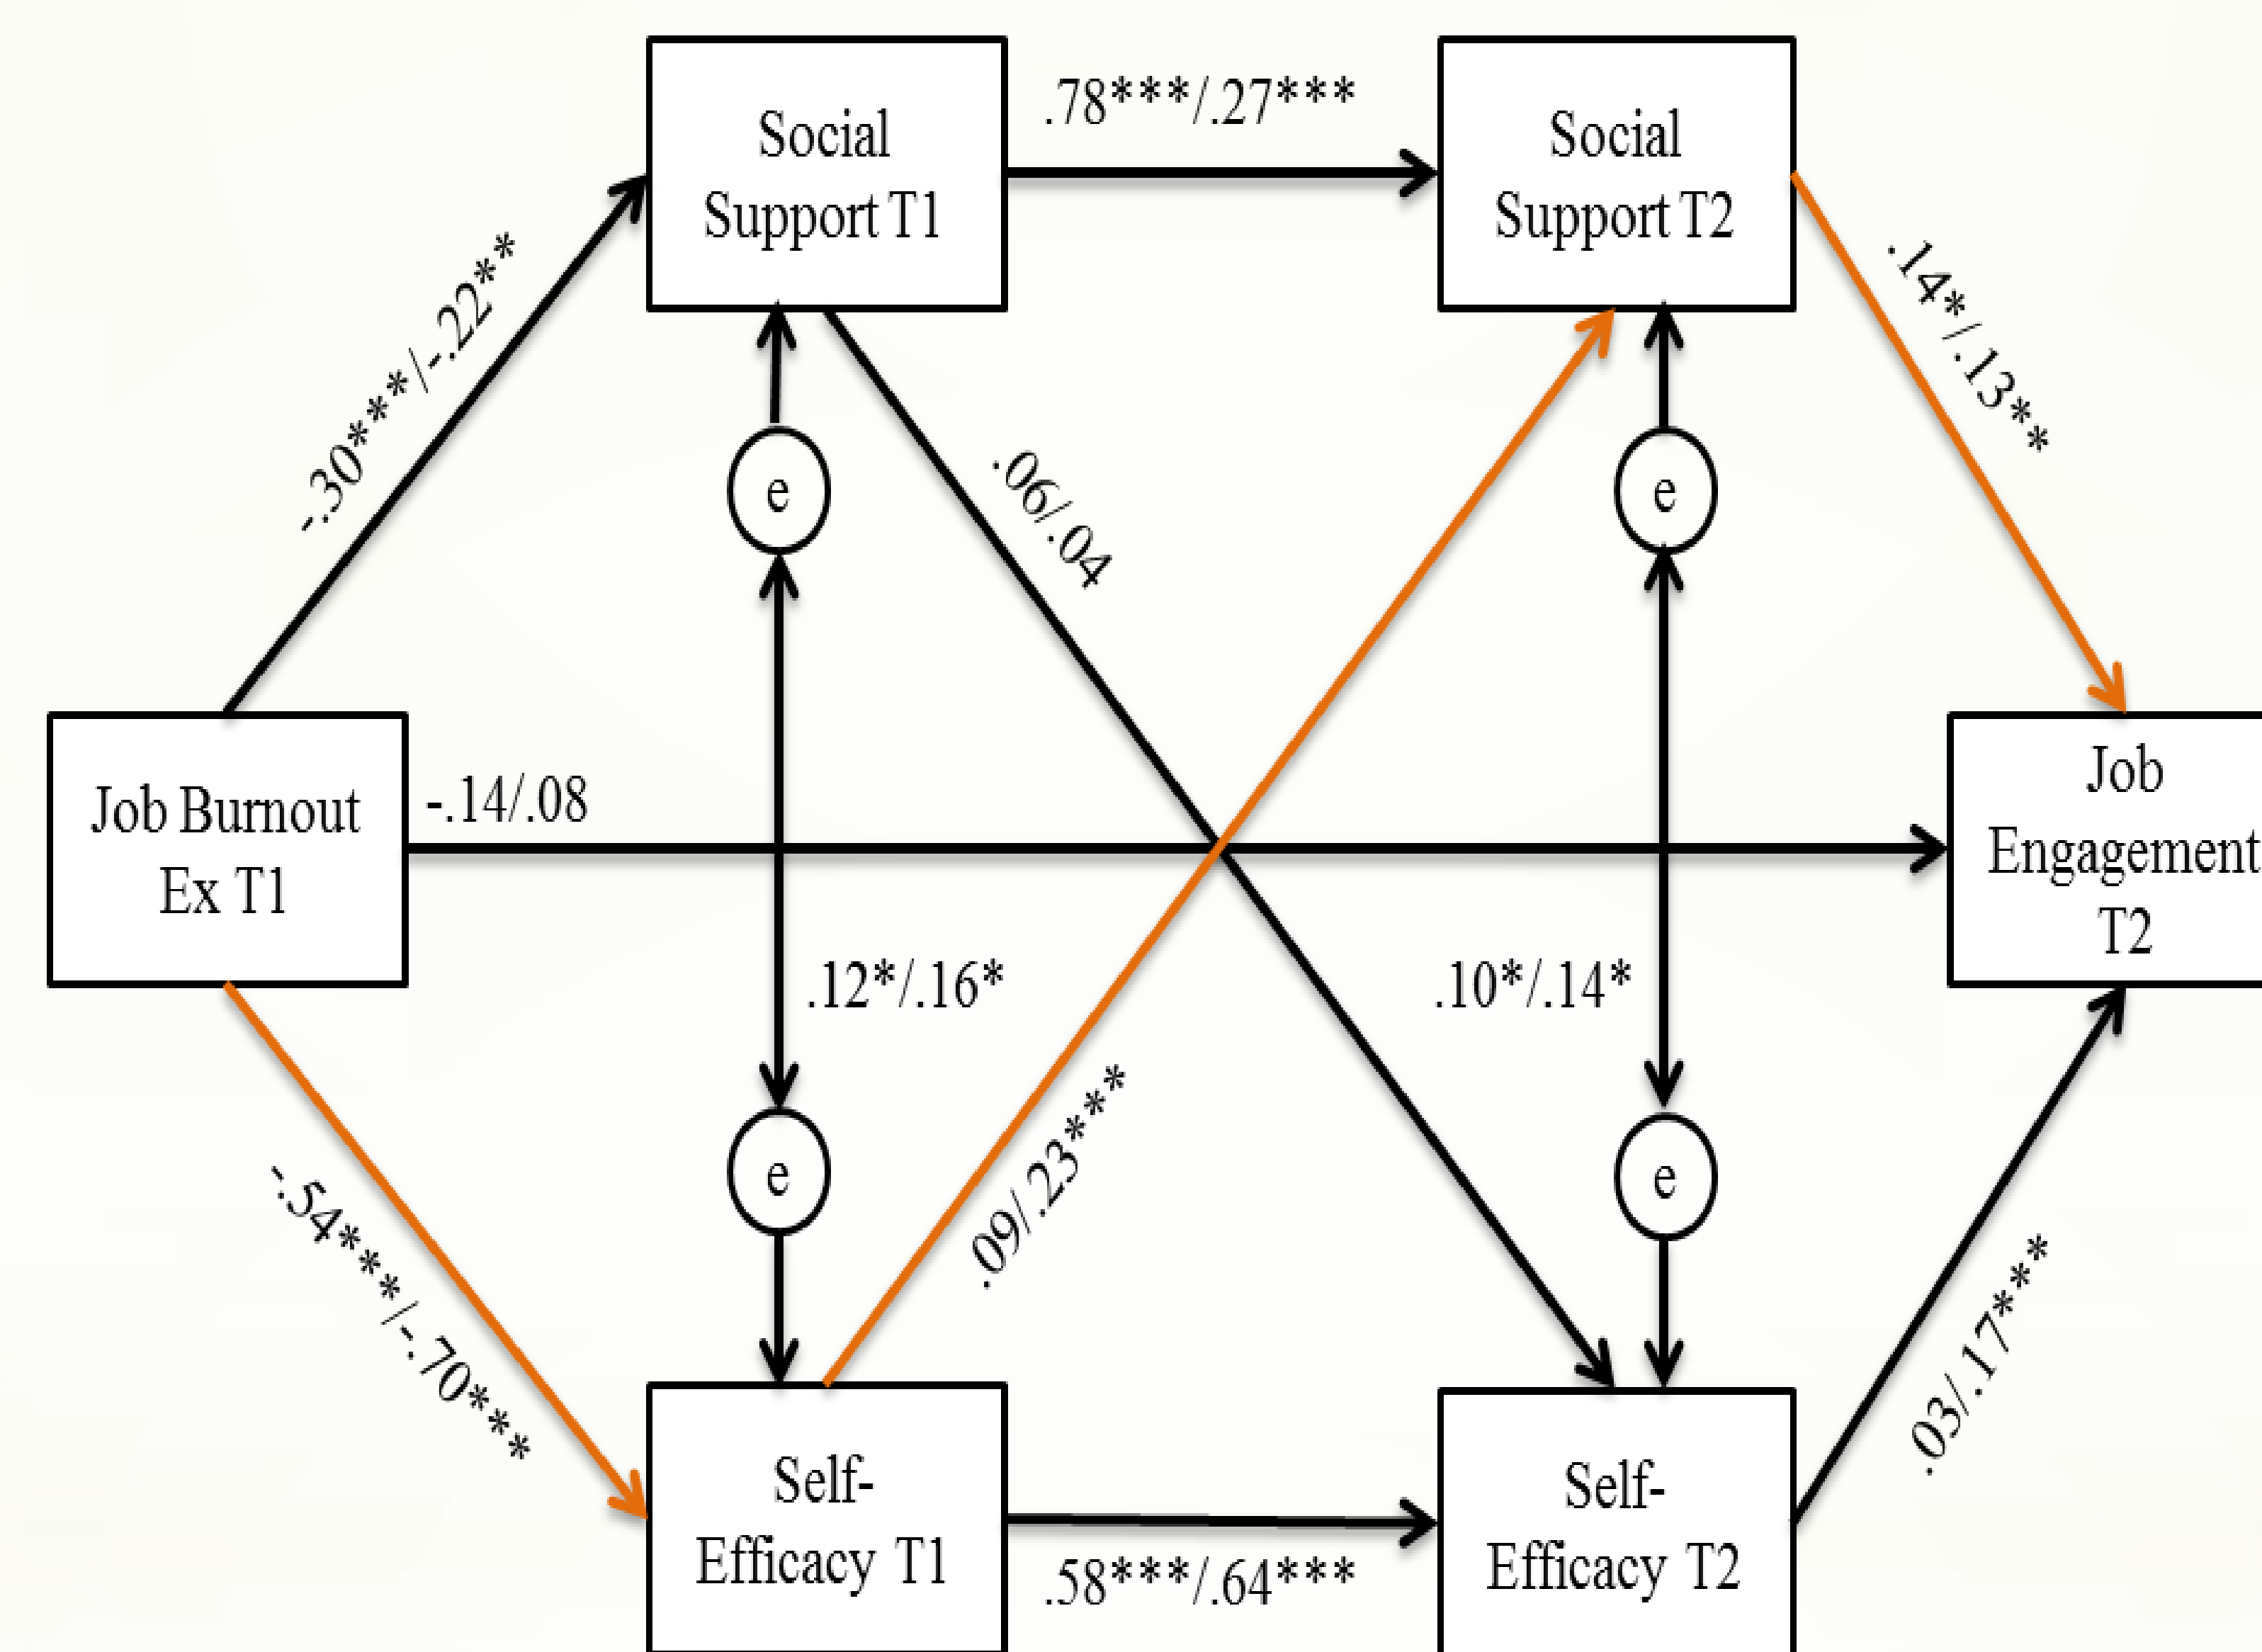 Social
Support T1
.78***/.27***
Social
Support T2
-.30***/-.22**
.14*/.13**
e
.06/.04
e
Job Burnout
Ex T1
-.14/.08
Job
Engagement
T2
.12*/.16*
.10*/.14*
e
.09/.23***
e
-.54***/-.70***
.03/.17***
Self-
Efficacy T1
.58***/.64***
Self-
Efficacy T2